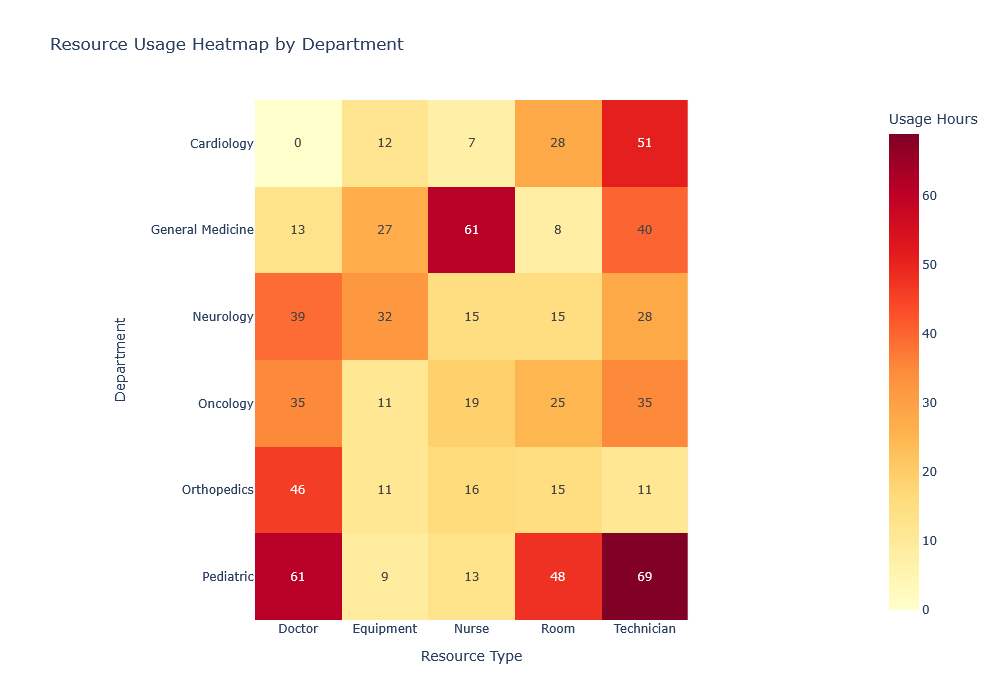 Resource Usage Heatmap by Department
Usage Hours
Cardiology 0 12 7 28 51
General Medicine 13 27 61 8 40
Neurology 39 32 15 15 28
Oncology 35 11 19 25 35
Orthopedics 46 11 16 15 11
Pediatric 61 9 13 48 69
Doctor Equipment Nurse Room Technician
Resource Type
Department
60
50
40
30
20
10
0